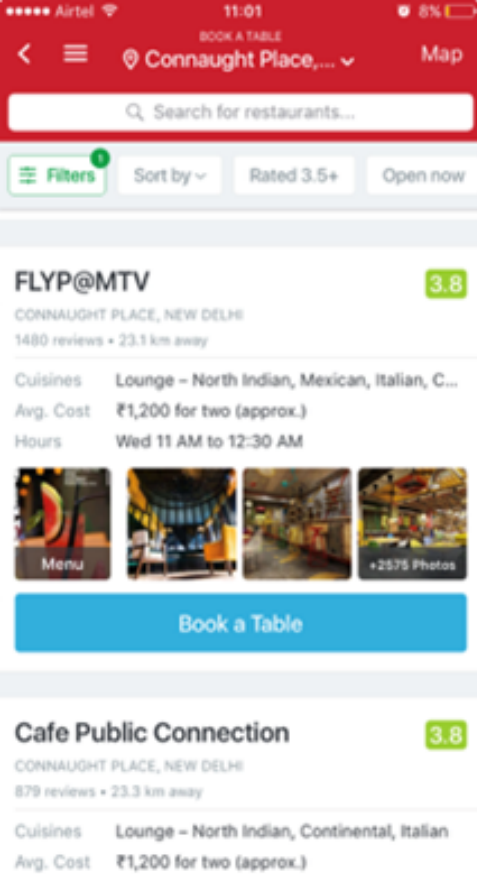 Airtel 11:01 8%
BOOK A TABLE
Connaught Place,... Map
Search for restaurants...
1
Filters Sort by Rated 3.5+ Open now
FLYP@MTV 3.8
CONNAUGHT PLACE, NEW DELHI
1480 reviews • 23.1 km away
Cuisines Lounge – North Indian, Mexican, Italian, C...
Avg. Cost ₹1,200 for two (approx.)
Hours Wed 11 AM to 12:30 AM
Menu +2575 Photos
Book a Table
Cafe Public Connection 3.8
CONNAUGHT PLACE, NEW DELHI
879 reviews • 23.3 km away
Cuisines Lounge – North Indian, Continental, Italian
Avg. Cost ₹1,200 for two (approx.)